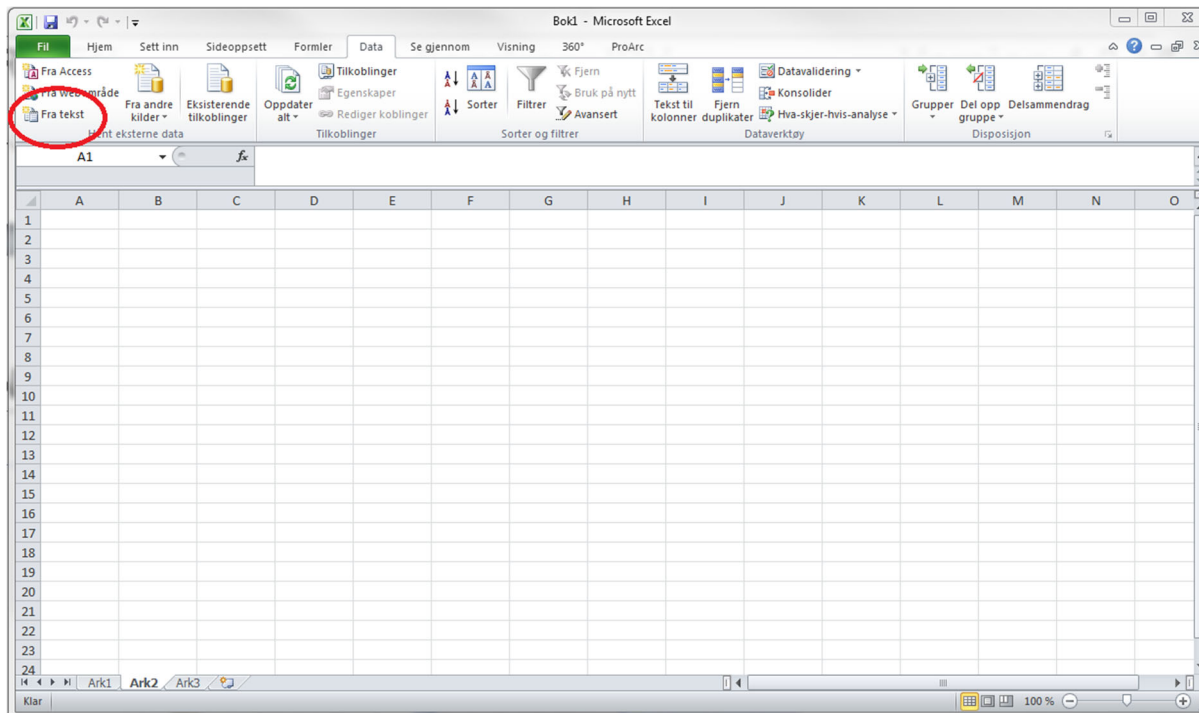 Bok1 - Microsoft Excel
Fil Hjem Sett inn Sideoppsett Formler Data Se gjennom Visning 360° ProArc
Fra Access
Fra webområde
Fra tekst
Fra andre kilder
Eksisterende tilkoblinger
Hent eksterne data
Oppdater alt
Tilkoblinger
Egenskaper
Rediger koblinger
Tilkoblinger
Sorter
Filtrer
Fjern
Bruk på nytt
Avansert
Sorter og filtrer
Tekst til kolonner
Fjern duplikater
Datavalidering
Konsolider
Hva-skjer-hvis-analyse
Dataverktøy
Grupper
Del opp gruppe
Delsammendrag
Disposisjon
A1 fx
A B C D E F G H I J K L M N O
1
2
3
4
5
6
7
8
9
10
11
12
13
14
15
16
17
18
19
20
21
22
23
24
Ark1 Ark2 Ark3
Klar 100 %